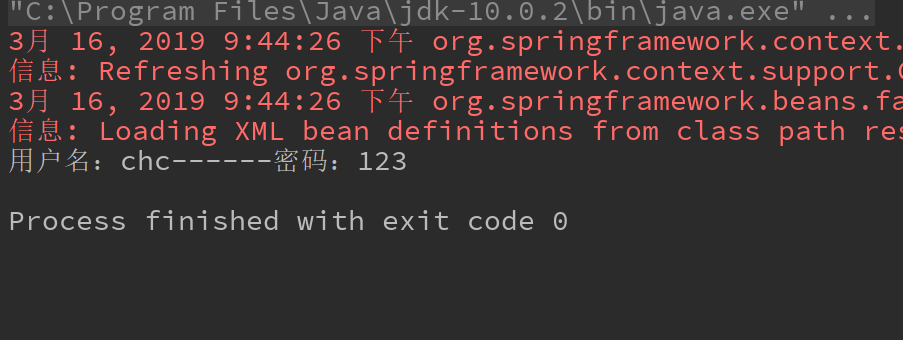 "C:\Program Files\Java\jdk-10.0.2\bin\java.exe" ...
3月 16, 2019 9:44:26 下午 org.springframework.context.
信息: Refreshing org.springframework.context.support.
3月 16, 2019 9:44:26 下午 org.springframework.beans.fa
信息: Loading XML bean definitions from class path res
用户名：chc------密码：123
Process finished with exit code 0